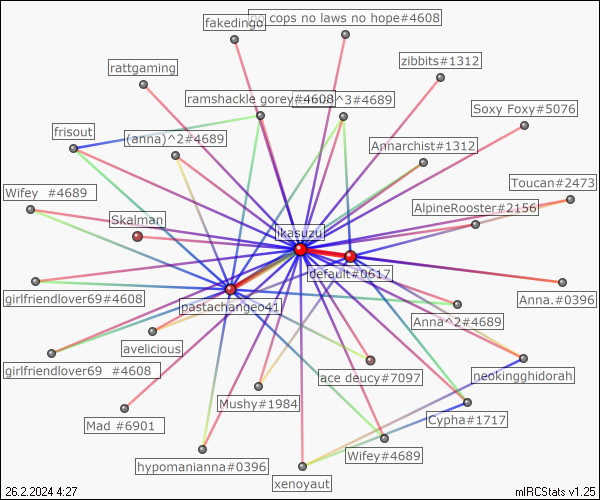 fakedingo
no cops no laws no hope#4608
zibbits#1312
rattgaming
ramshackle gorey#4608
^3#4689
Soxy Foxy#5076
frisout
(anna)^2#4689
Annarchist#1312
Toucan#2473
Wifey #4689
Skalman
AlpineRooster#2156
ikasuzu
default#0617
girlfriendlover69#4608
pastachangeo41
Anna.#0396
Anna^2#4689
avelicious
girlfriendlover69 #4608
ace deucy#7097
neokingghidorah
Mushy#1984
Mad #6901
Cypha#1717
Wifey#4689
hypomanianna#0396
xenoyaut
26.2.2024 4:27
mIRCStats v1.25